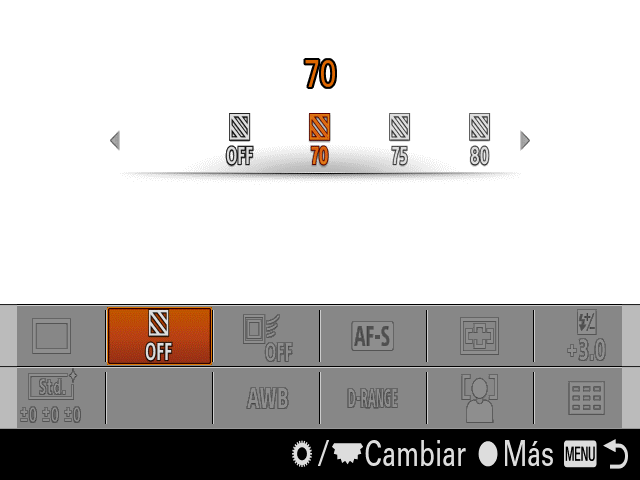 70
OFF 70 75 80
OFF OFF AF-S +3.0
Std. ±0 ±0 ±0 AWB D-RANGE
/ Cambiar Más MENU